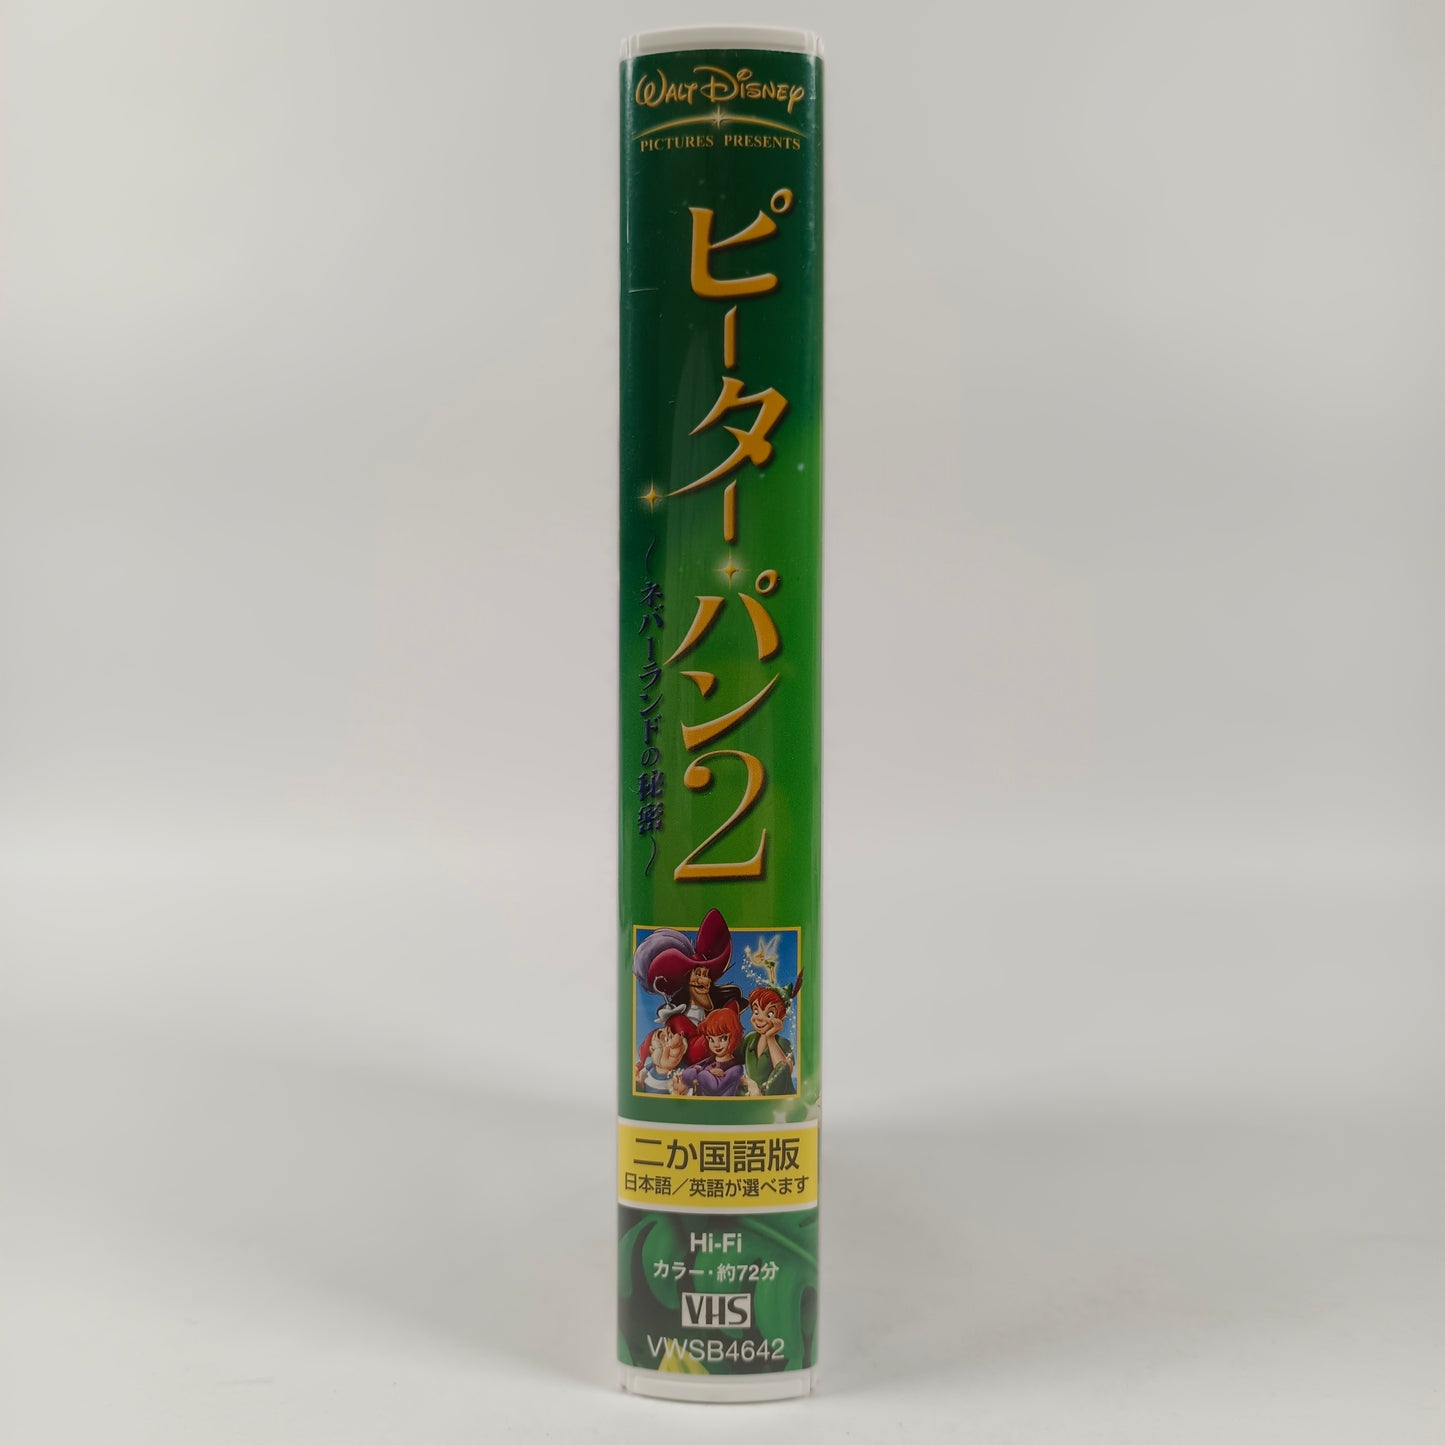 WALT DISNEY
PICTURES PRESENTS
ピーター・パン2
〜ネバーランドの秘密〜
二か国語版
日本語／英語が選べます
Hi-Fi
カラー・約72分
VHS
VWSB4642